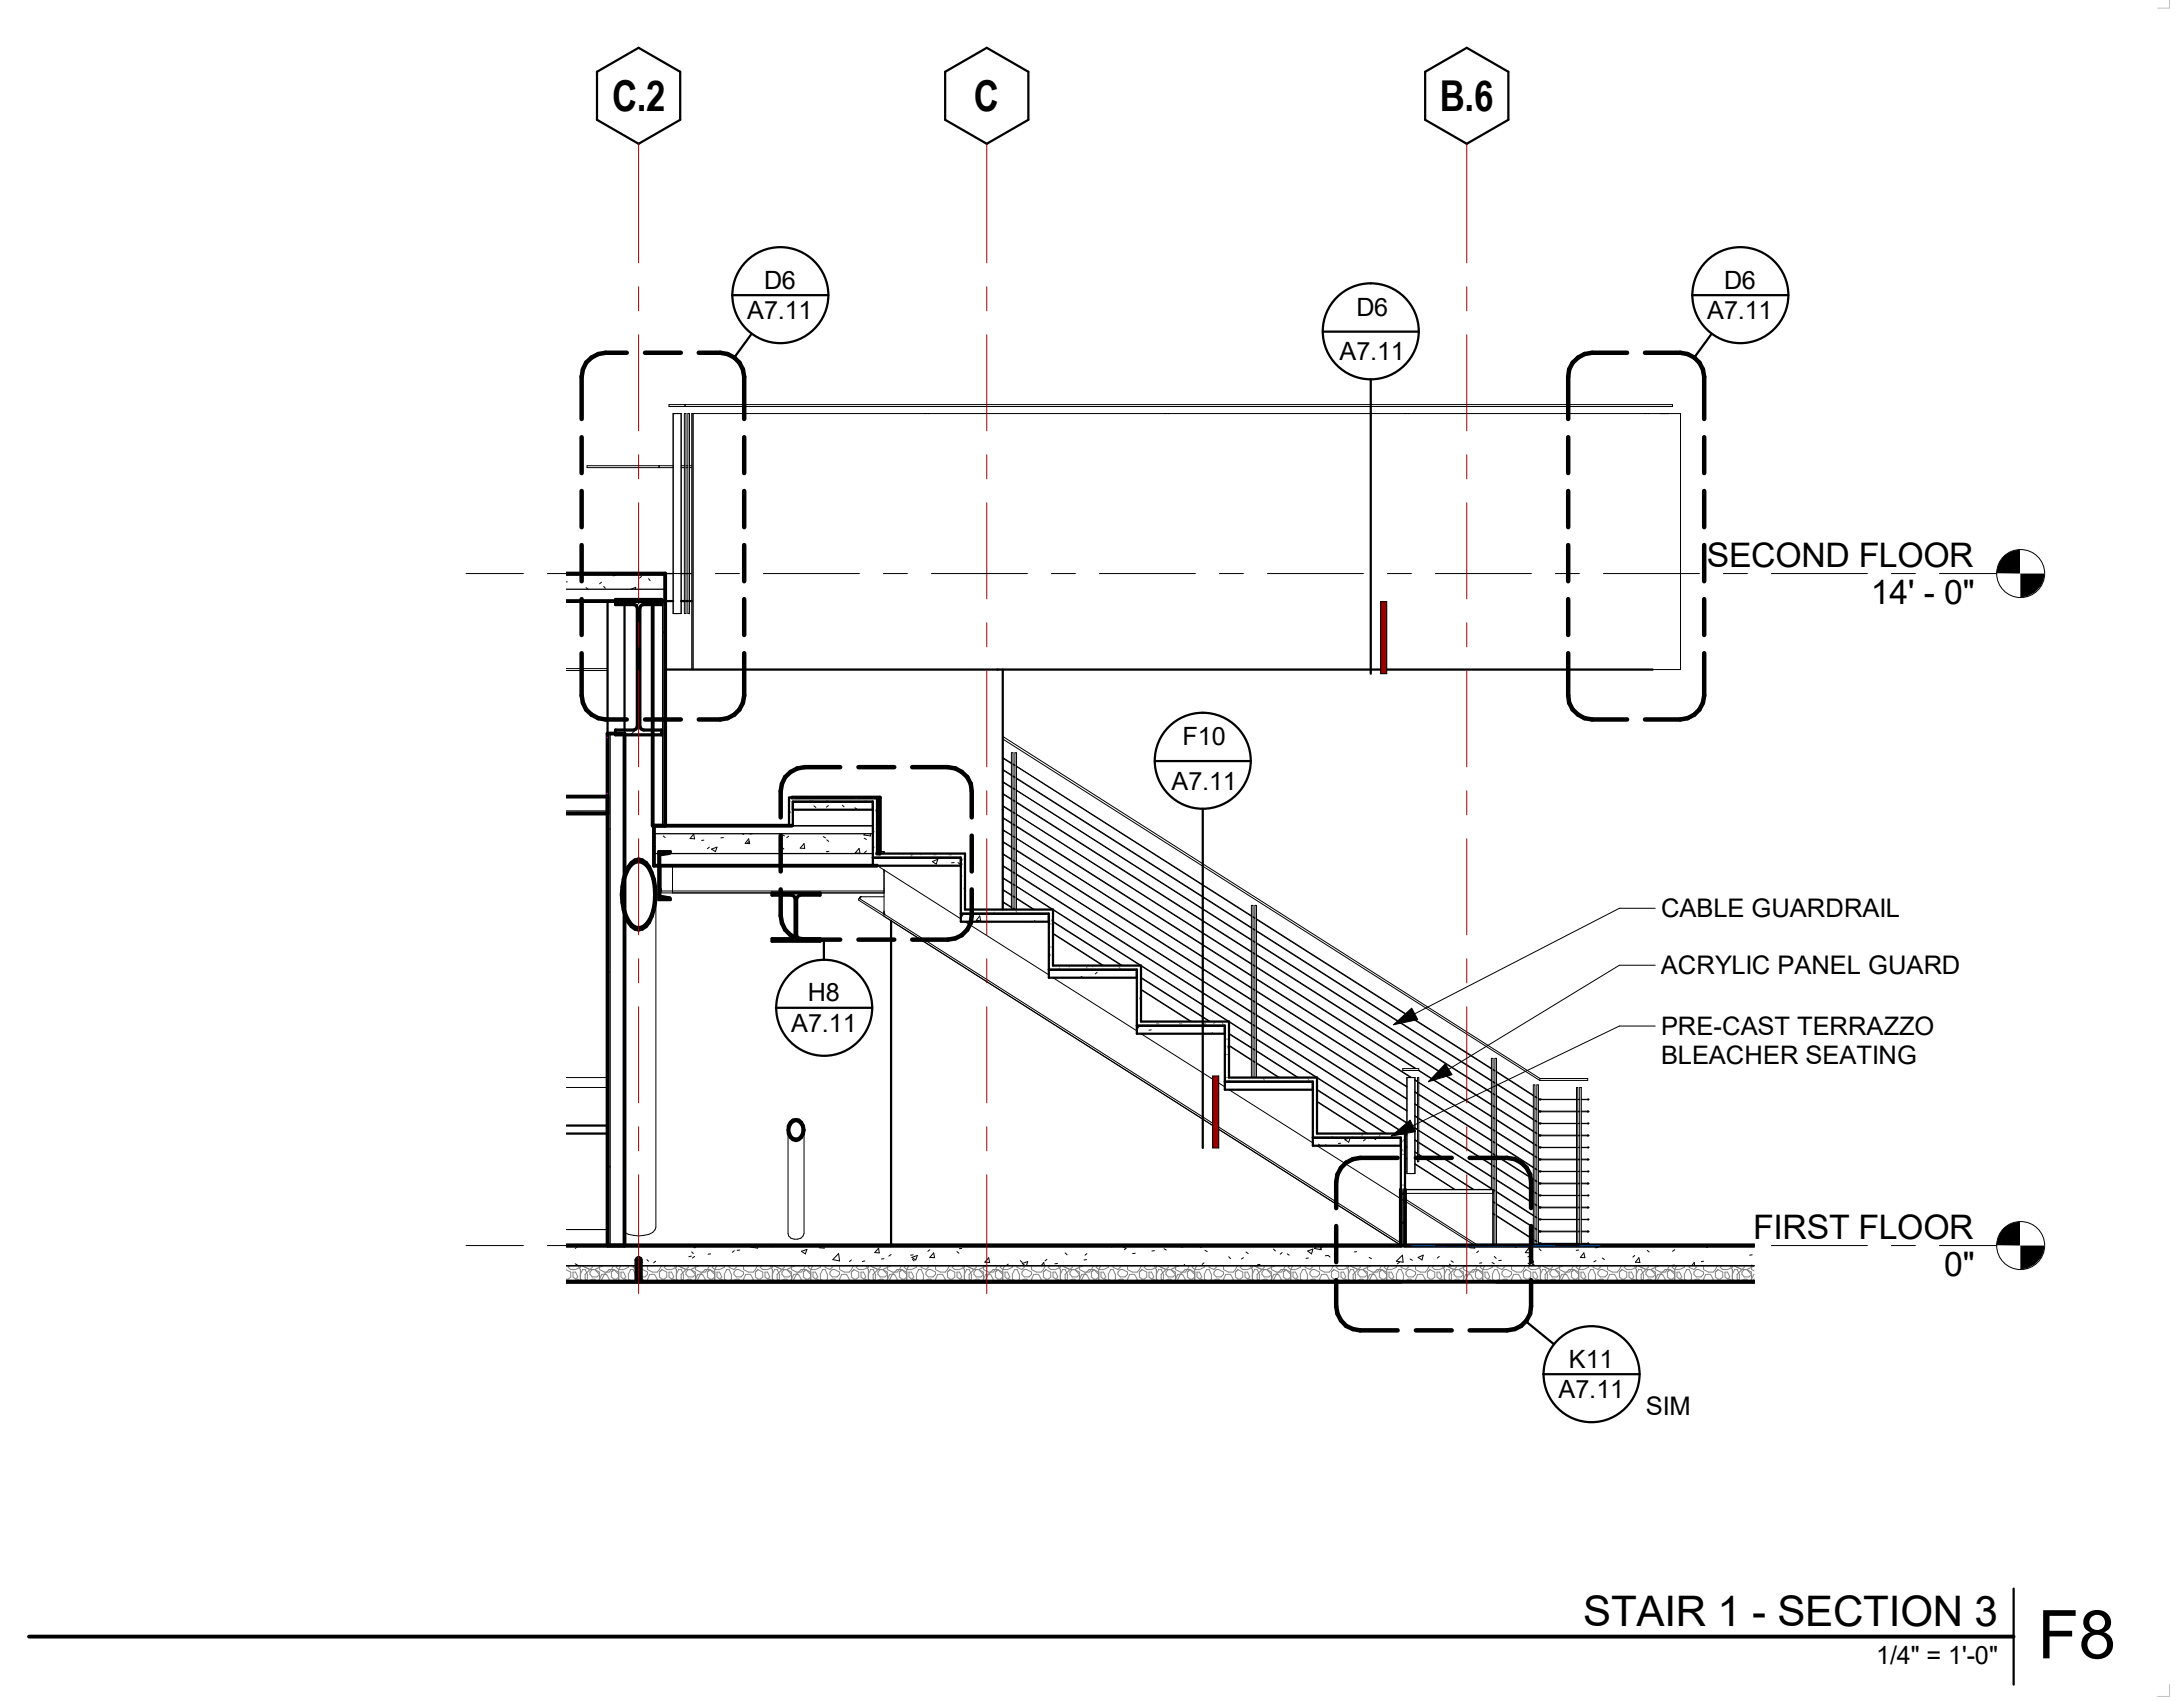 C.2
C
B.6
D6
A7.11
D6
A7.11
D6
A7.11
SECOND FLOOR
14' - 0"
F10
A7.11
CABLE GUARDRAIL
ACRYLIC PANEL GUARD
H8
A7.11
PRE-CAST TERRAZZO
BLEACHER SEATING
FIRST FLOOR
0"
K11
A7.11
SIM
STAIR 1 - SECTION 3
1/4" = 1'-0"
F8